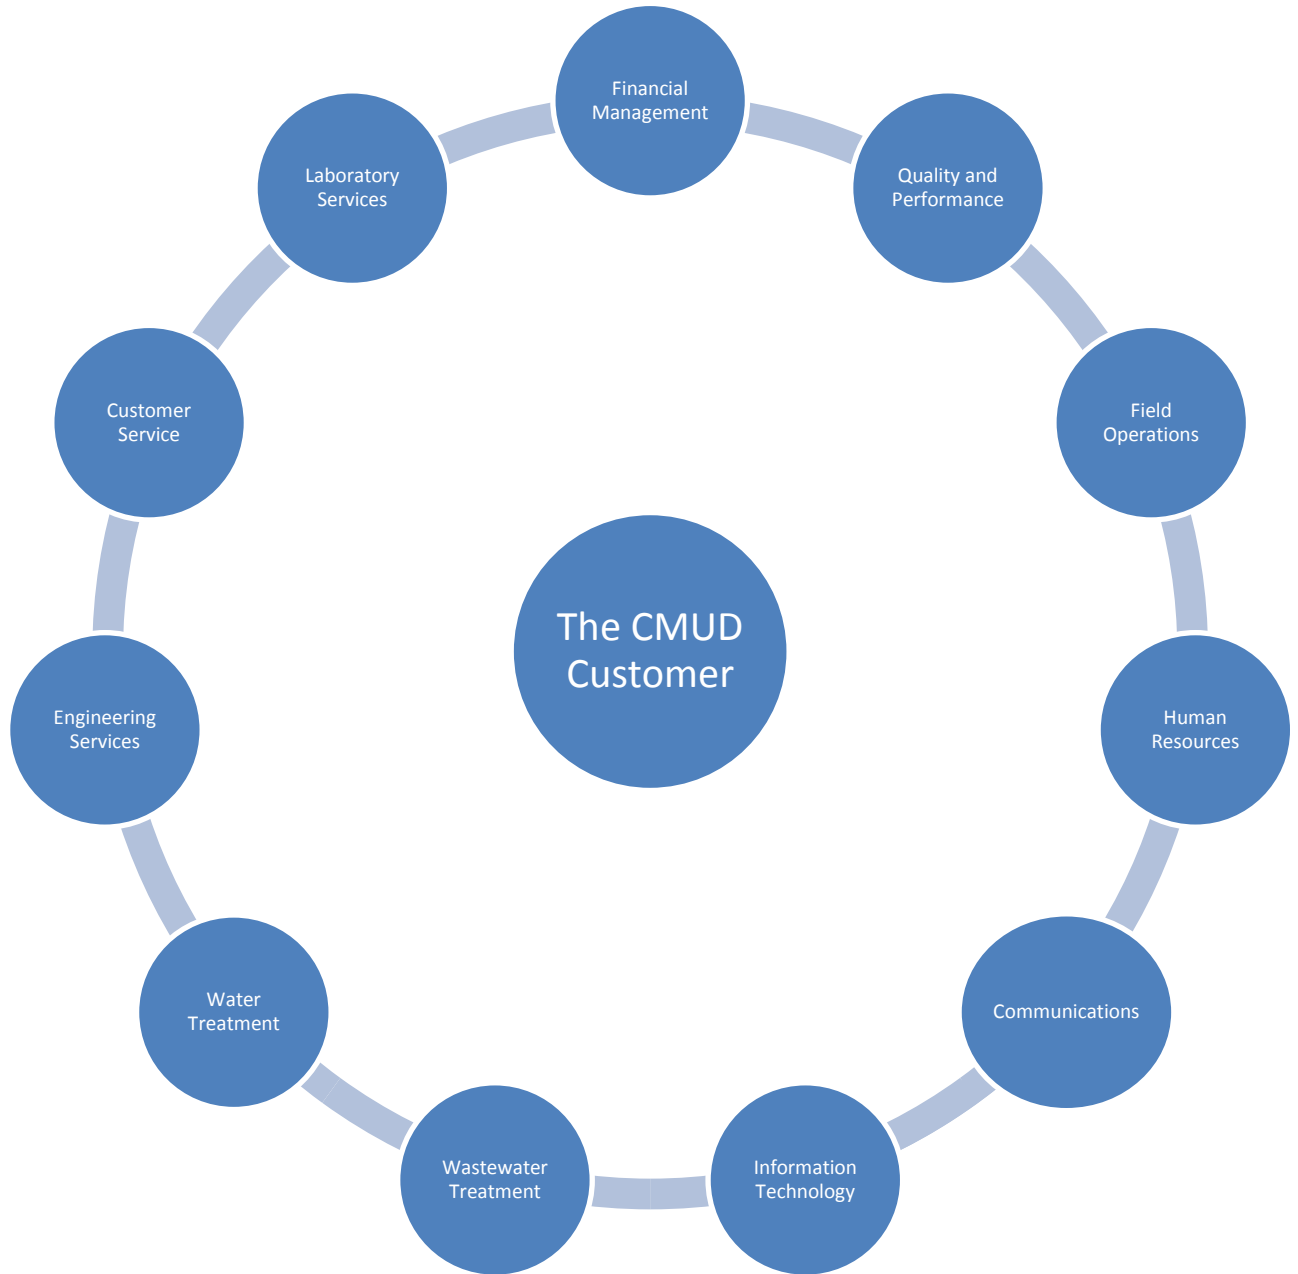 Financial
Management
Quality and
Performance
Field
Operations
Human
Resources
Communications
Information
Technology
Wastewater
Treatment
Water
Treatment
Engineering
Services
Customer
Service
Laboratory
Services
The CMUD
Customer